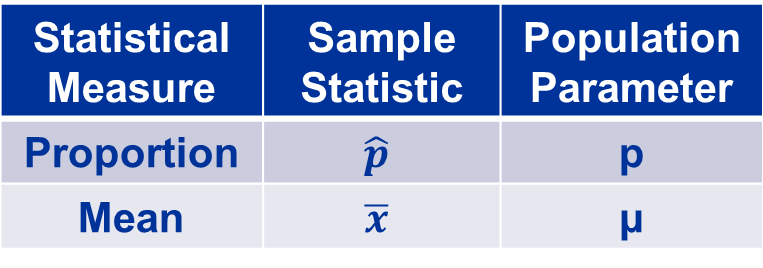 Statistical Measure
Sample Statistic
Population Parameter
Proportion p̂ p
Mean x̄ μ